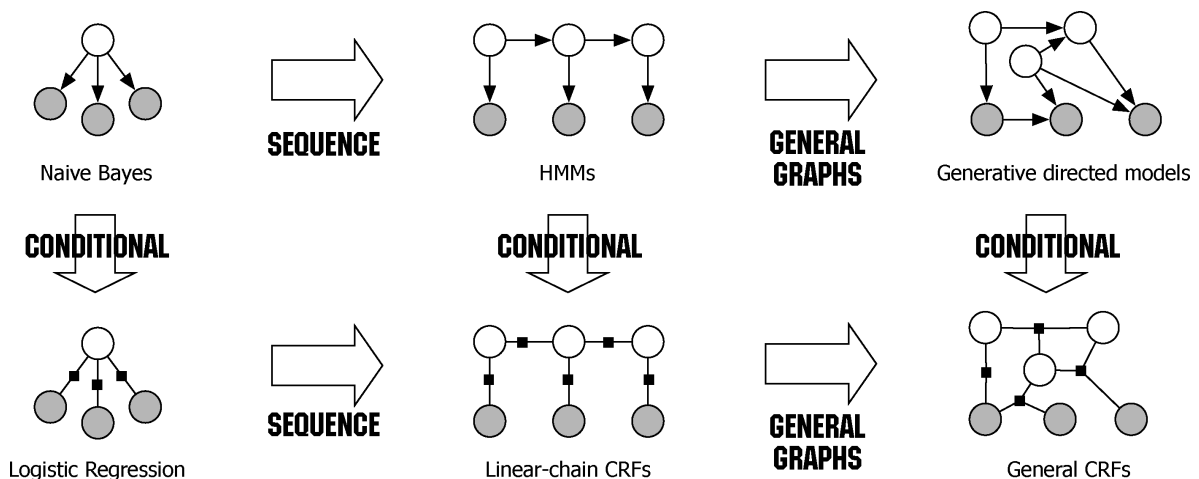 SEQUENCE
GENERAL
GRAPHS
Naive Bayes
HMMs
Generative directed models
CONDITIONAL
CONDITIONAL
CONDITIONAL
SEQUENCE
GENERAL
GRAPHS
Logistic Regression
Linear-chain CRFs
General CRFs